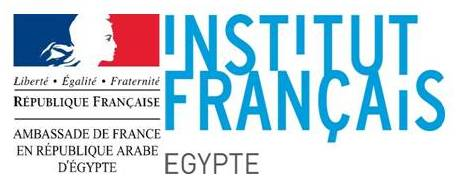 Liberté • Égalité • Fraternité
RÉPUBLIQUE FRANÇAISE
AMBASSADE DE FRANCE
EN RÉPUBLIQUE ARABE
D'ÉGYPTE
INSTITUT
FRANÇAIS
EGYPTE